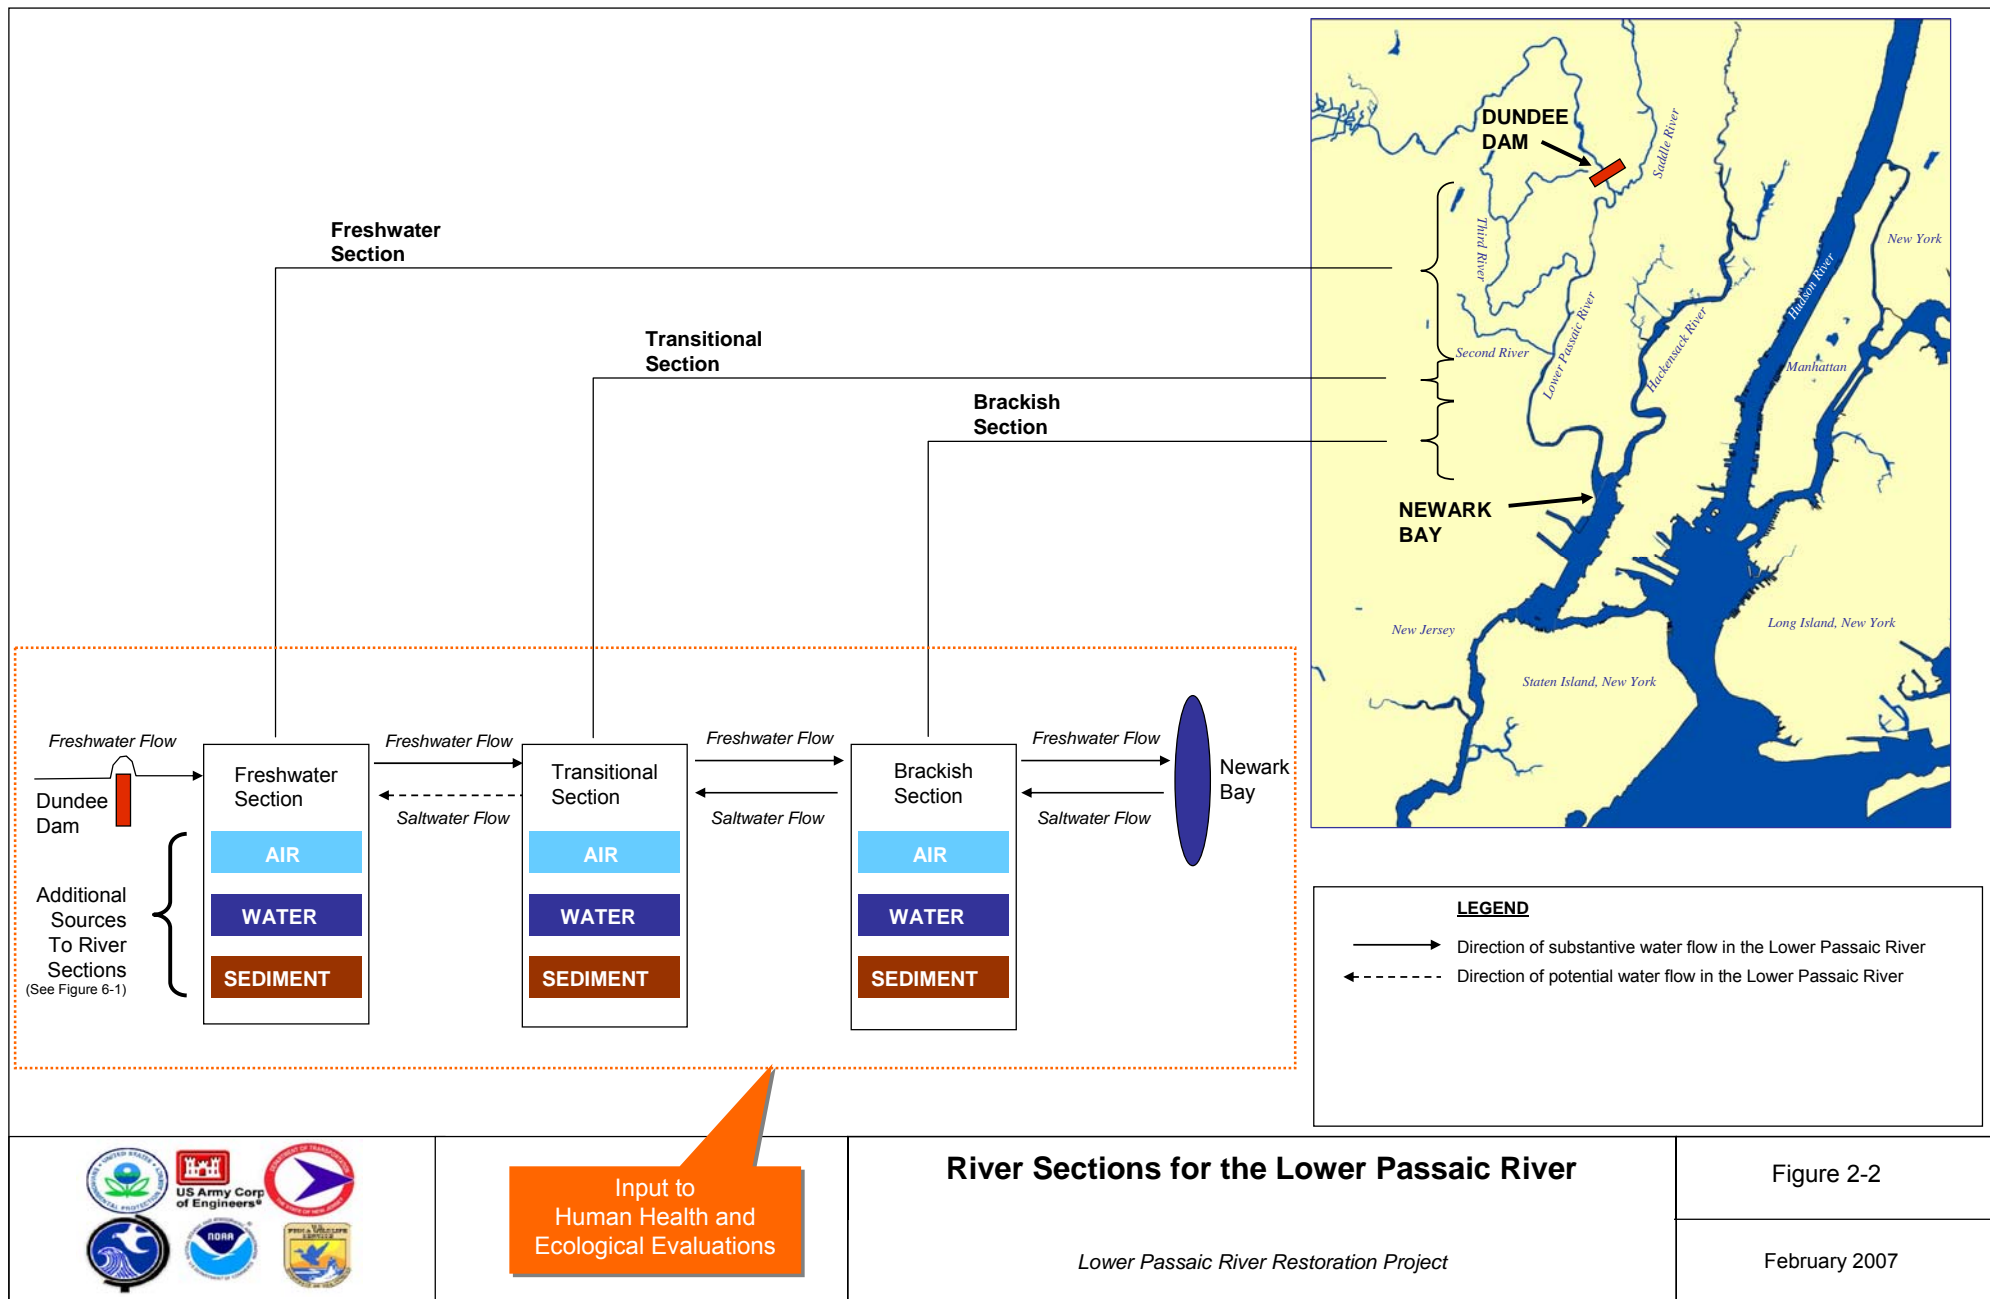 Freshwater
Section
Transitional
Section
Brackish
Section
DUNDEE
DAM
Saddle River
Third River
New York
Hudson River
Lower Passaic River
Hackensack River
Second River
Manhattan
NEWARK
BAY
New Jersey
Long Island, New York
Staten Island, New York
Freshwater Flow
Dundee
Dam
Freshwater
Section
Freshwater Flow
Saltwater Flow
Transitional
Section
Freshwater Flow
Saltwater Flow
Brackish
Section
Freshwater Flow
Saltwater Flow
Newark
Bay
AIR
AIR
AIR
WATER
WATER
WATER
SEDIMENT
SEDIMENT
SEDIMENT
Additional
Sources
To River
Sections
(See Figure 6-1)
LEGEND
Direction of substantive water flow in the Lower Passaic River
Direction of potential water flow in the Lower Passaic River
Input to
Human Health and
Ecological Evaluations
US Army Corp
of Engineers®
NOAA
River Sections for the Lower Passaic River
Lower Passaic River Restoration Project
Figure 2-2
February 2007